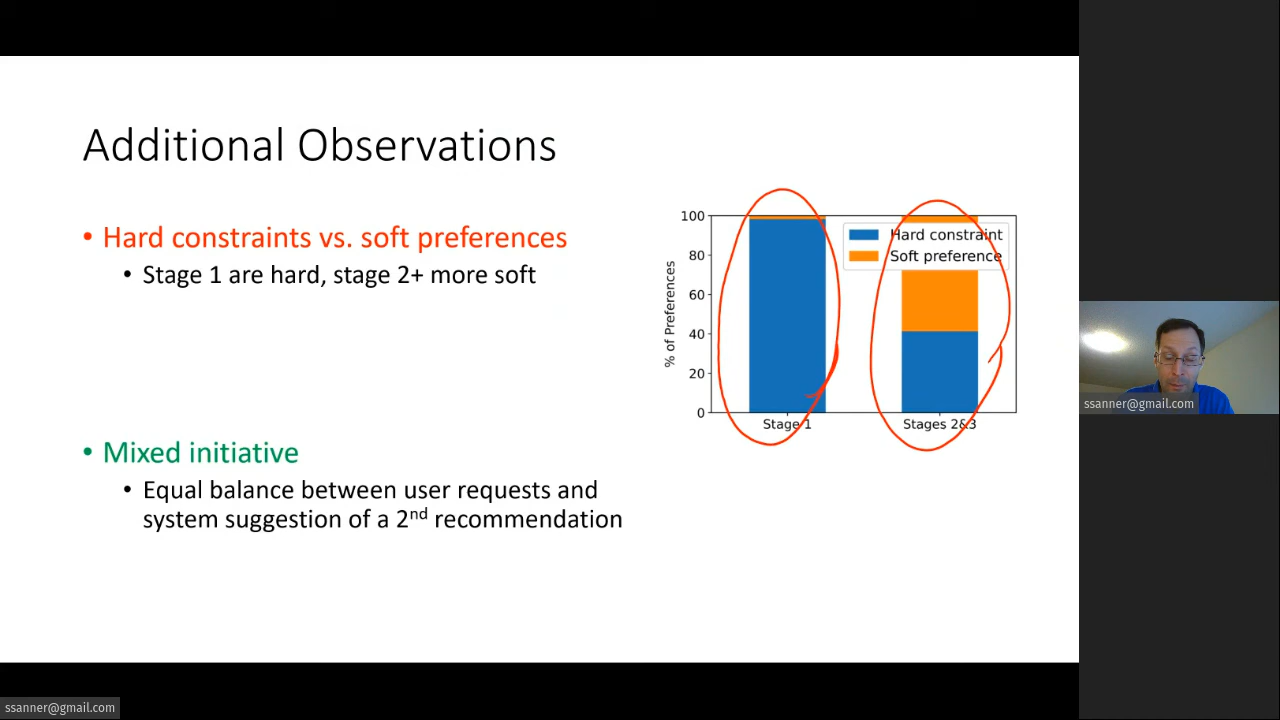 Additional Observations
• Hard constraints vs. soft preferences
• Stage 1 are hard, stage 2+ more soft
• Mixed initiative
• Equal balance between user requests and
system suggestion of a 2nd recommendation
% of Preferences
100
80
60
40
20
0
Hard constraint
Soft preference
Stage 1
Stages 2&3
ssanner@gmail.com
ssanner@gmail.com